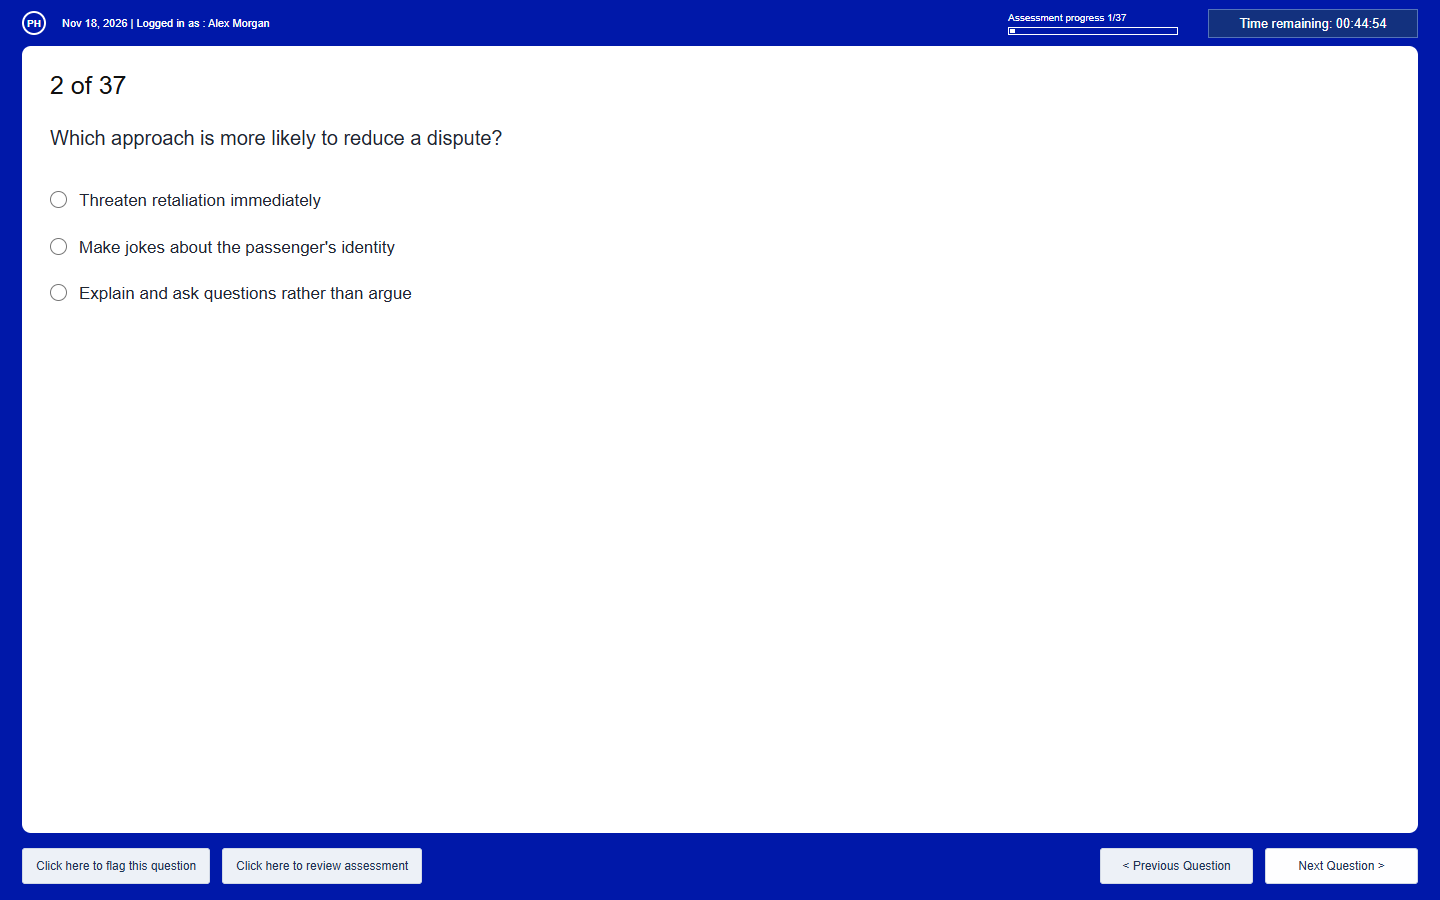 PH
Nov 18, 2026 | Logged in as : Alex Morgan
Assessment progress 1/37
Time remaining: 00:44:54
2 of 37
Which approach is more likely to reduce a dispute?
Threaten retaliation immediately
Make jokes about the passenger's identity
Explain and ask questions rather than argue
Click here to flag this question
Click here to review assessment
< Previous Question
Next Question >